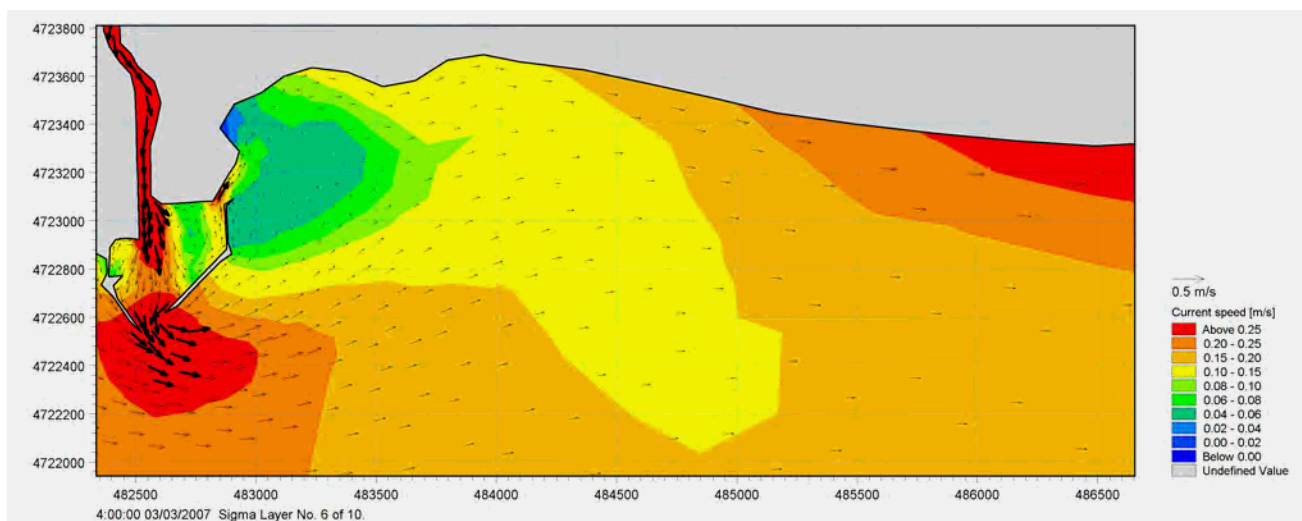 4723800
4723600
4723400
4723200
4723000
4722800
4722600
4722400
4722200
4722000
482500 483000 483500 484000 484500 485000 485500 486000 486500
4:00:00 03/03/2007 Sigma Layer No. 6 of 10.
0.5 m/s
Current speed [m/s]
Above 0.25
0.20 - 0.25
0.15 - 0.20
0.10 - 0.15
0.08 - 0.10
0.06 - 0.08
0.04 - 0.06
0.02 - 0.04
0.00 - 0.02
Below 0.00
Undefined Value